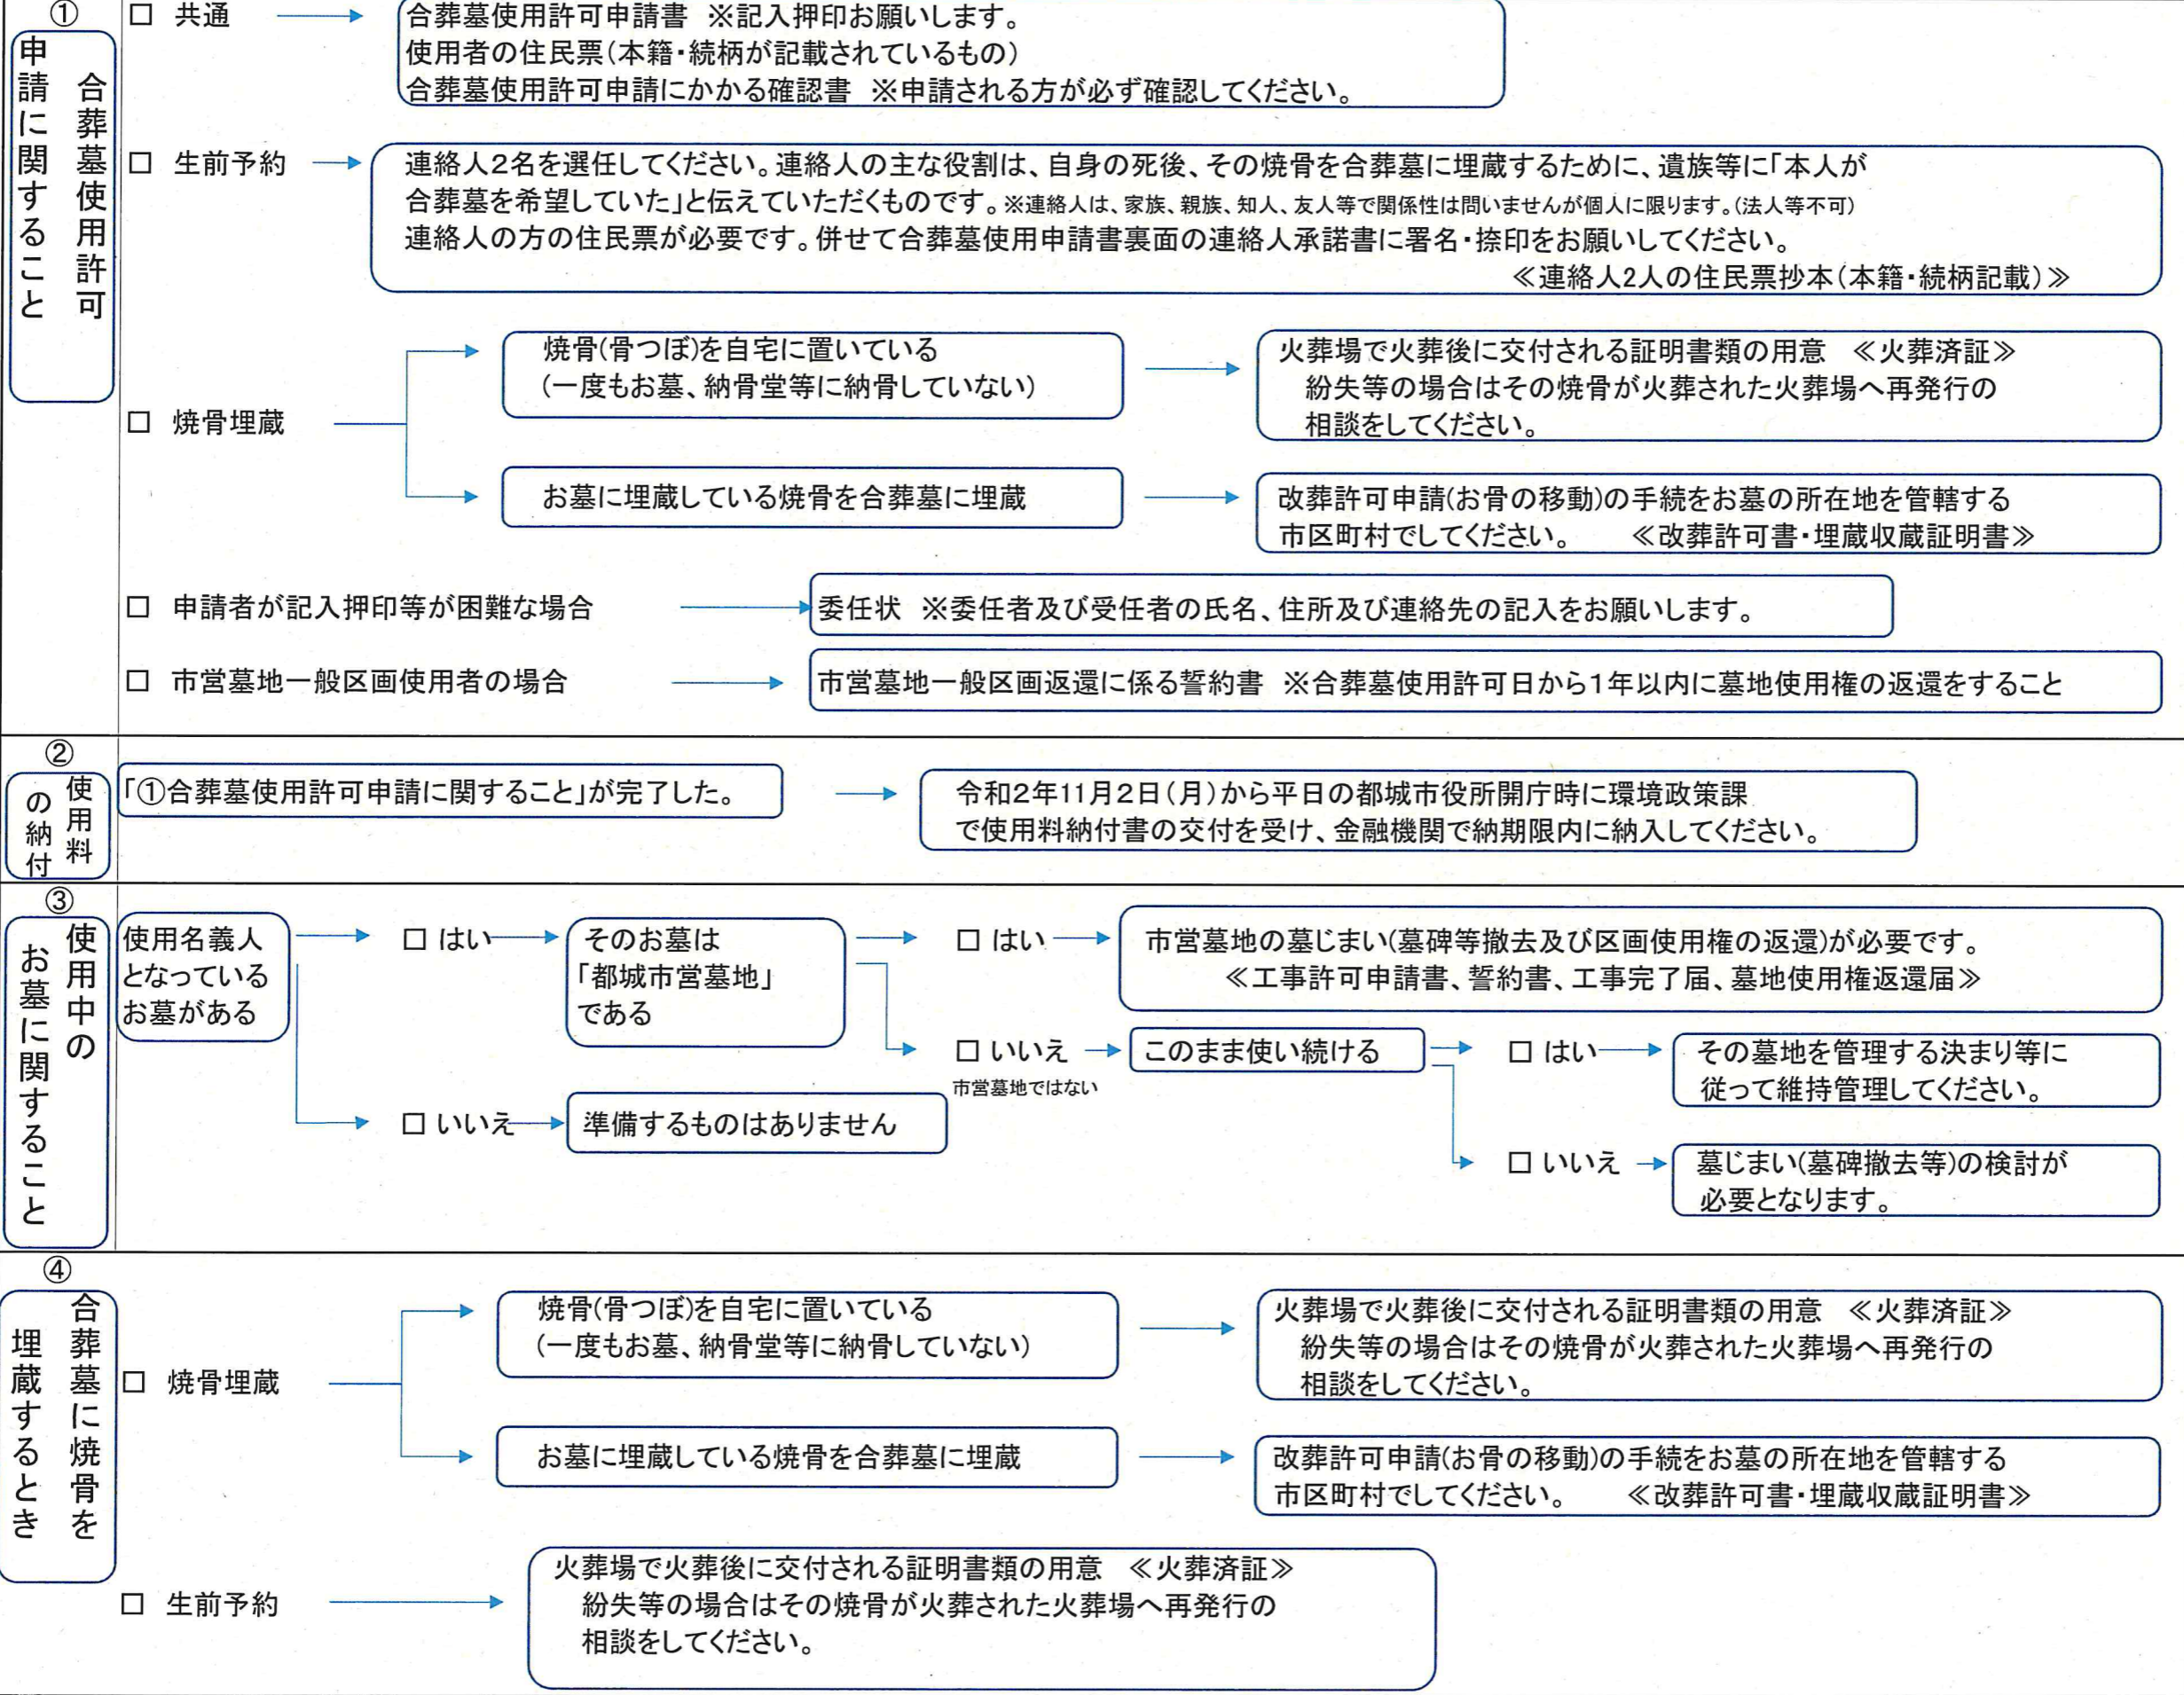 ①
合葬墓使用許可
申請に関すること
□ 共通
合葬墓使用許可申請書 ※記入押印お願いします。
使用者の住民票(本籍・続柄が記載されているもの)
合葬墓使用許可申請にかかる確認書 ※申請される方が必ず確認してください。
□ 生前予約
連絡人2名を選任してください。連絡人の主な役割は、自身の死後、その焼骨を合葬墓に埋蔵するために、遺族等に「本人が
合葬墓を希望していた」と伝えていただくものです。※連絡人は、家族、親族、知人、友人等で関係性は問いませんが個人に限ります。(法人等不可)
連絡人の方の住民票が必要です。併せて合葬墓使用申請書裏面の連絡人承諾書に署名・捺印をお願いしてください。
≪連絡人2人の住民票抄本(本籍・続柄記載)≫
□ 焼骨埋蔵
焼骨(骨つぼ)を自宅に置いている
(一度もお墓、納骨堂等に納骨していない)
火葬場で火葬後に交付される証明書類の用意 ≪火葬済証≫
紛失等の場合はその焼骨が火葬された火葬場へ再発行の
相談をしてください。
お墓に埋蔵している焼骨を合葬墓に埋蔵
改葬許可申請(お骨の移動)の手続をお墓の所在地を管轄する
市区町村でしてください。 ≪改葬許可書・埋蔵収蔵証明書≫
□ 申請者が記入押印等が困難な場合
委任状 ※委任者及び受任者の氏名、住所及び連絡先の記入をお願いします。
□ 市営墓地一般区画使用者の場合
市営墓地一般区画返還に係る誓約書 ※合葬墓使用許可日から1年以内に墓地使用権の返還をすること
②
使用料
の納付
「①合葬墓使用許可申請に関すること」が完了した。
令和2年11月2日(月)から平日の都城市役所開庁時に環境政策課
で使用料納付書の交付を受け、金融機関で納期限内に納入してください。
③
使用中の
お墓に関すること
使用名義人
となっている
お墓がある
□ はい
そのお墓は
「都城市営墓地」
である
□ はい
市営墓地の墓じまい(墓碑等撤去及び区画使用権の返還)が必要です。
≪工事許可申請書、誓約書、工事完了届、墓地使用権返還届≫
□ いいえ
市営墓地ではない
このまま使い続ける
□ はい
その墓地を管理する決まり等に
従って維持管理してください。
□ いいえ
墓じまい(墓碑撤去等)の検討が
必要となります。
□ いいえ
準備するものはありません
④
合葬墓に焼骨を
埋蔵するとき
□ 焼骨埋蔵
焼骨(骨つぼ)を自宅に置いている
(一度もお墓、納骨堂等に納骨していない)
火葬場で火葬後に交付される証明書類の用意 ≪火葬済証≫
紛失等の場合はその焼骨が火葬された火葬場へ再発行の
相談をしてください。
お墓に埋蔵している焼骨を合葬墓に埋蔵
改葬許可申請(お骨の移動)の手続をお墓の所在地を管轄する
市区町村でしてください。 ≪改葬許可書・埋蔵収蔵証明書≫
□ 生前予約
火葬場で火葬後に交付される証明書類の用意 ≪火葬済証≫
紛失等の場合はその焼骨が火葬された火葬場へ再発行の
相談をしてください。